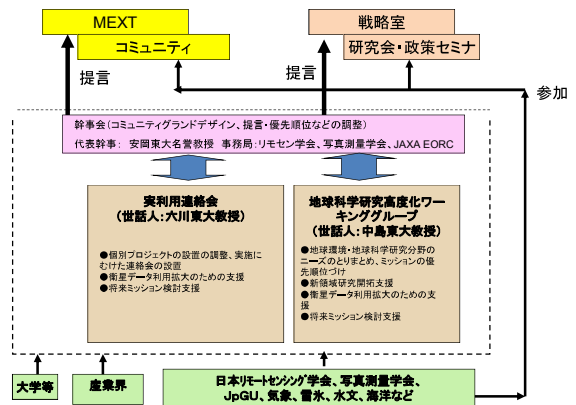 MEXT
コミュニティ
戦略室
研究会・政策セミナ
提言
提言
参加
幹事会(コミュニティグランドデザイン、提言・優先順位などの調整)
代表幹事: 安岡東大名誉教授 事務局:リモセン学会、写真測量学会、JAXA EORC
実利用連絡会
(世話人:六川東大教授)
●個別プロジェクトの設置の調整、実施に
むけた連絡会の設置
●衛星データ利用拡大のための支援
●将来ミッション検討支援
地球科学研究高度化ワー
キンググループ
(世話人:中島東大教授)
●地球環境・地球科学研究分野の
ニーズのとりまとめ、ミッションの優
先順位づけ
●新領域研究開拓支援
●衛星データ利用拡大のための支
援
●将来ミッション検討支援
大学等
産業界
日本リモートセンシング学会、写真測量学会、
JpGU、気象、雪氷、水文、海洋など